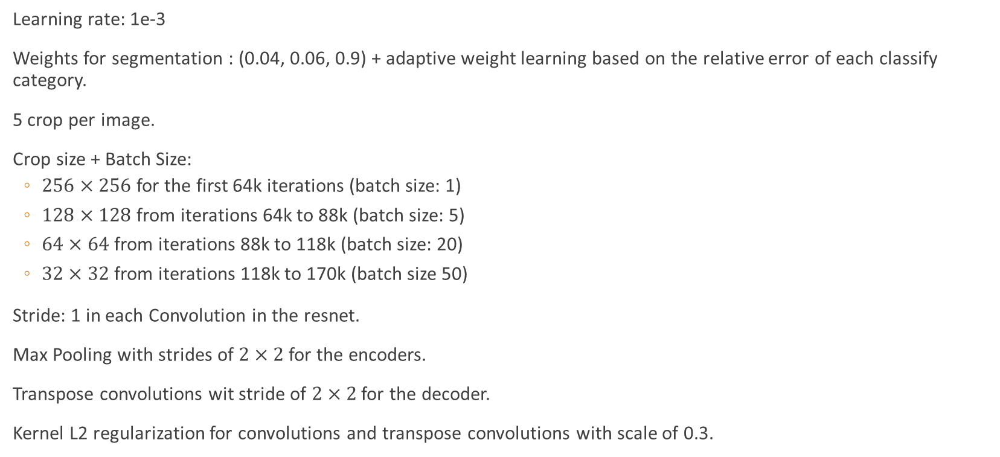 Learning rate: 1e-3
Weights for segmentation : (0.04, 0.06, 0.9) + adaptive weight learning based on the relative error of each classify
category.
5 crop per image.
Crop size + Batch Size:
◦ 256 × 256 for the first 64k iterations (batch size: 1)
◦ 128 × 128 from iterations 64k to 88k (batch size: 5)
◦ 64 × 64 from iterations 88k to 118k (batch size: 20)
◦ 32 × 32 from iterations 118k to 170k (batch size 50)
Stride: 1 in each Convolution in the resnet.
Max Pooling with strides of 2 × 2 for the encoders.
Transpose convolutions wit stride of 2 × 2 for the decoder.
Kernel L2 regularization for convolutions and transpose convolutions with scale of 0.3.